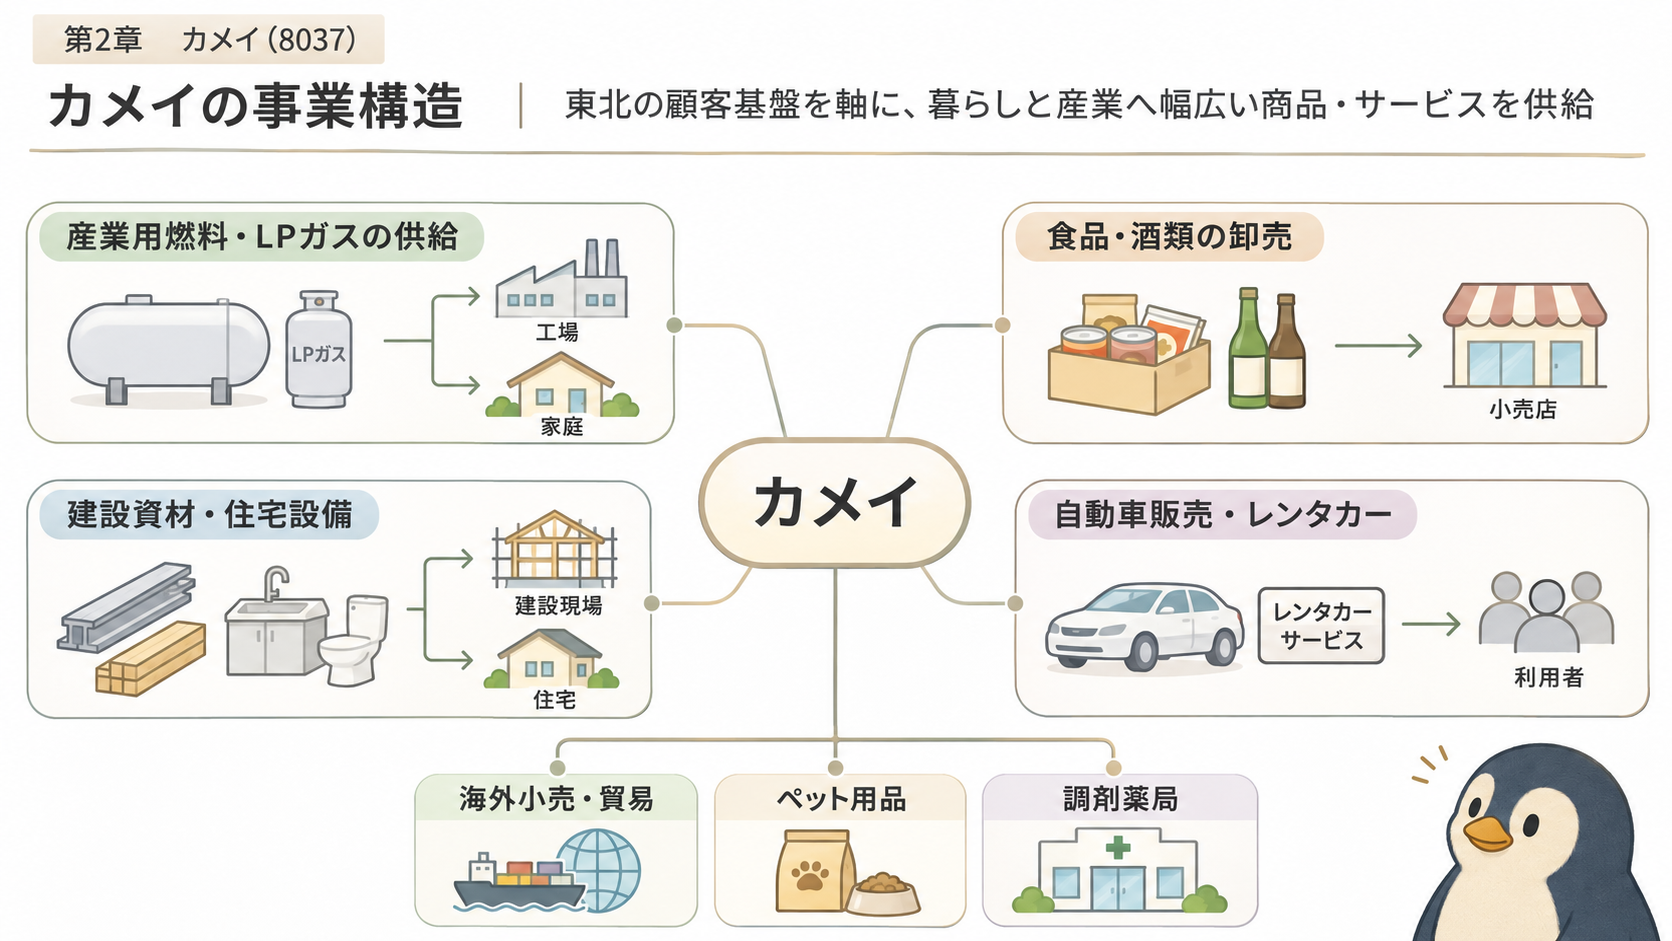 第2章 カメイ(8037)
カメイの事業構造
東北の顧客基盤を軸に、暮らしと産業へ幅広い商品・サービスを供給
産業用燃料・LPガスの供給
LPガス
工場
家庭
食品・酒類の卸売
小売店
カメイ
建設資材・住宅設備
建設現場
住宅
自動車販売・レンタカー
レンタカー
サービス
利用者
海外小売・貿易
ペット用品
調剤薬局